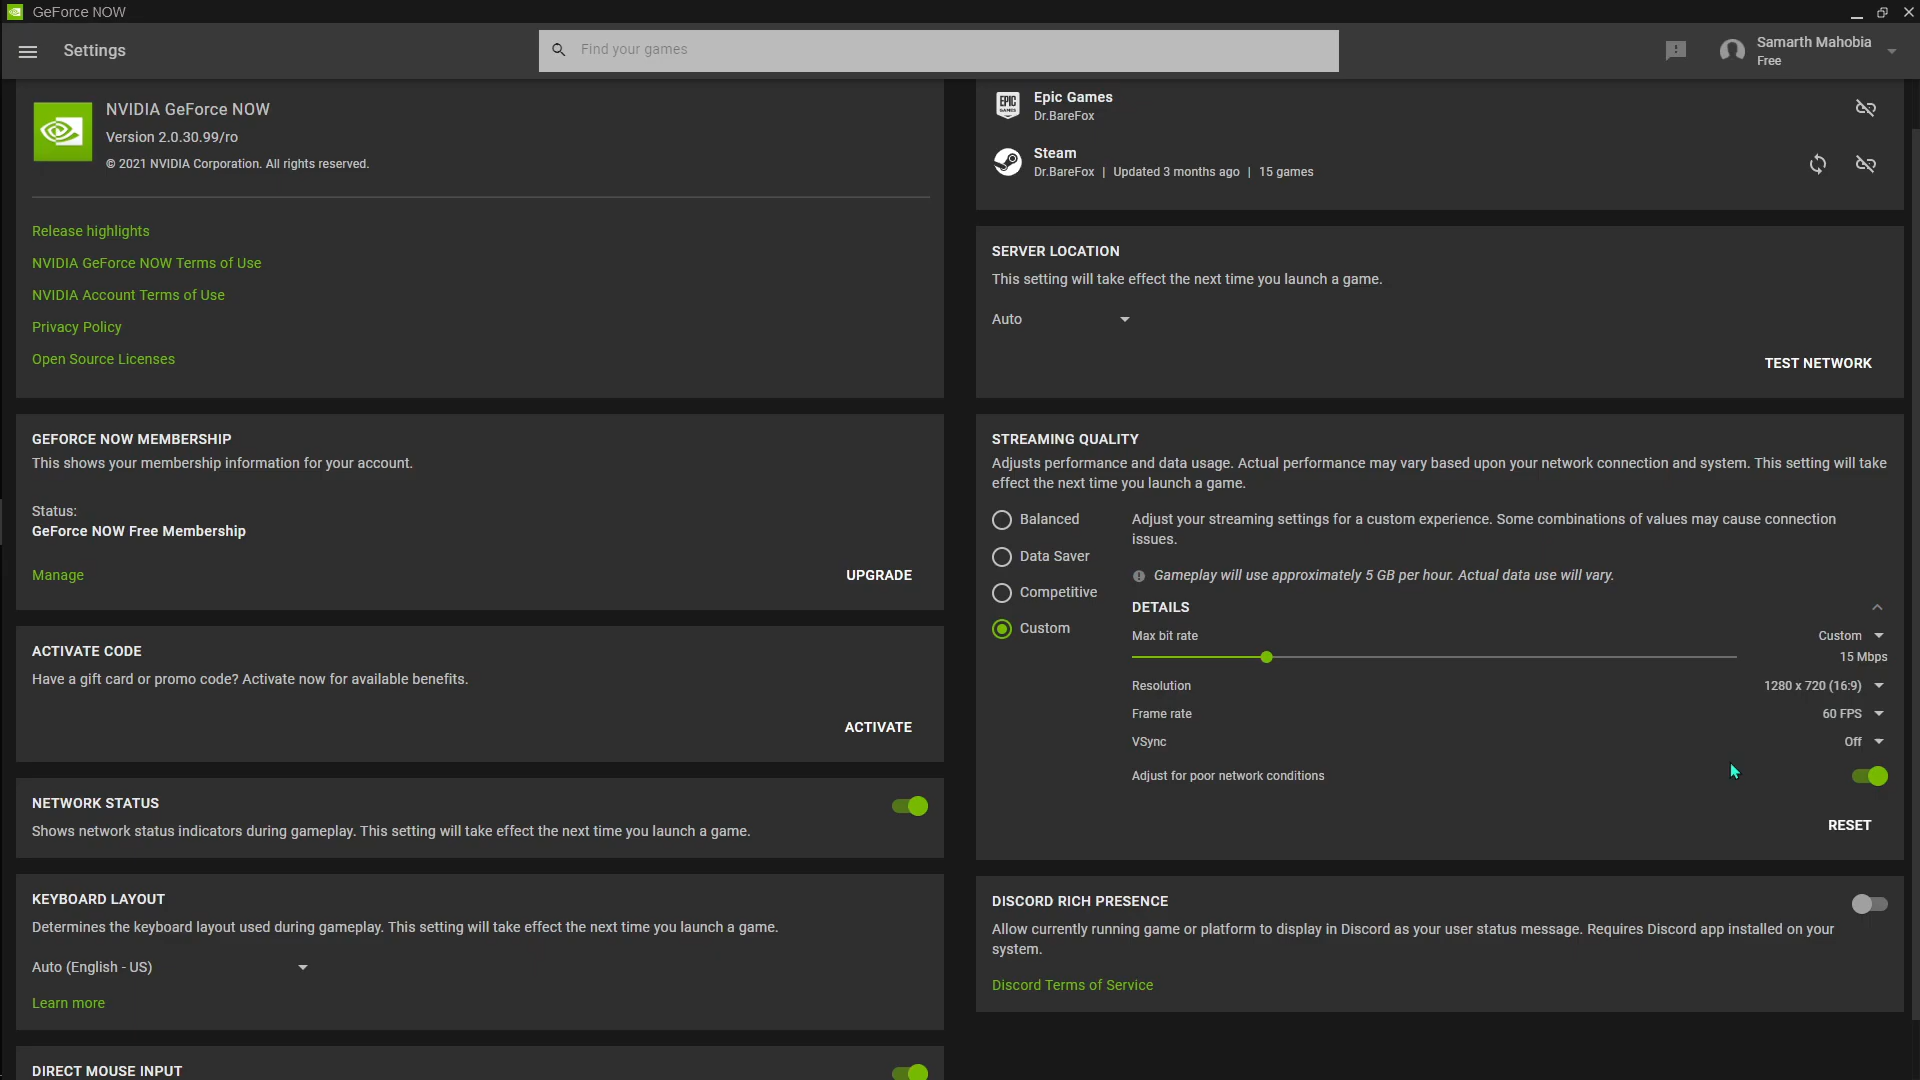 GeForce NOW
Settings
Find your games
Samarth Mahobia
Free
NVIDIA GeForce NOW
Version 2.0.30.99/ro
© 2021 NVIDIA Corporation. All rights reserved.
Release highlights
NVIDIA GeForce NOW Terms of Use
NVIDIA Account Terms of Use
Privacy Policy
Open Source Licenses
GEFORCE NOW MEMBERSHIP
This shows your membership information for your account.
Status:
GeForce NOW Free Membership
Manage
UPGRADE
ACTIVATE CODE
Have a gift card or promo code? Activate now for available benefits.
ACTIVATE
NETWORK STATUS
Shows network status indicators during gameplay. This setting will take effect the next time you launch a game.
KEYBOARD LAYOUT
Determines the keyboard layout used during gameplay. This setting will take effect the next time you launch a game.
Auto (English - US)
Learn more
DIRECT MOUSE INPUT
EPIC
GAMES
Epic Games
Dr.BareFox
Steam
Dr.BareFox | Updated 3 months ago | 15 games
SERVER LOCATION
This setting will take effect the next time you launch a game.
Auto
TEST NETWORK
STREAMING QUALITY
Adjusts performance and data usage. Actual performance may vary based upon your network connection and system. This setting will take
effect the next time you launch a game.
Balanced
Data Saver
Competitive
Custom
Adjust your streaming settings for a custom experience. Some combinations of values may cause connection
issues.
Gameplay will use approximately 5 GB per hour. Actual data use will vary.
DETAILS
Max bit rate
Custom
15 Mbps
Resolution
1280 x 720 (16:9)
Frame rate
60 FPS
VSync
Off
Adjust for poor network conditions
RESET
DISCORD RICH PRESENCE
Allow currently running game or platform to display in Discord as your user status message. Requires Discord app installed on your
system.
Discord Terms of Service